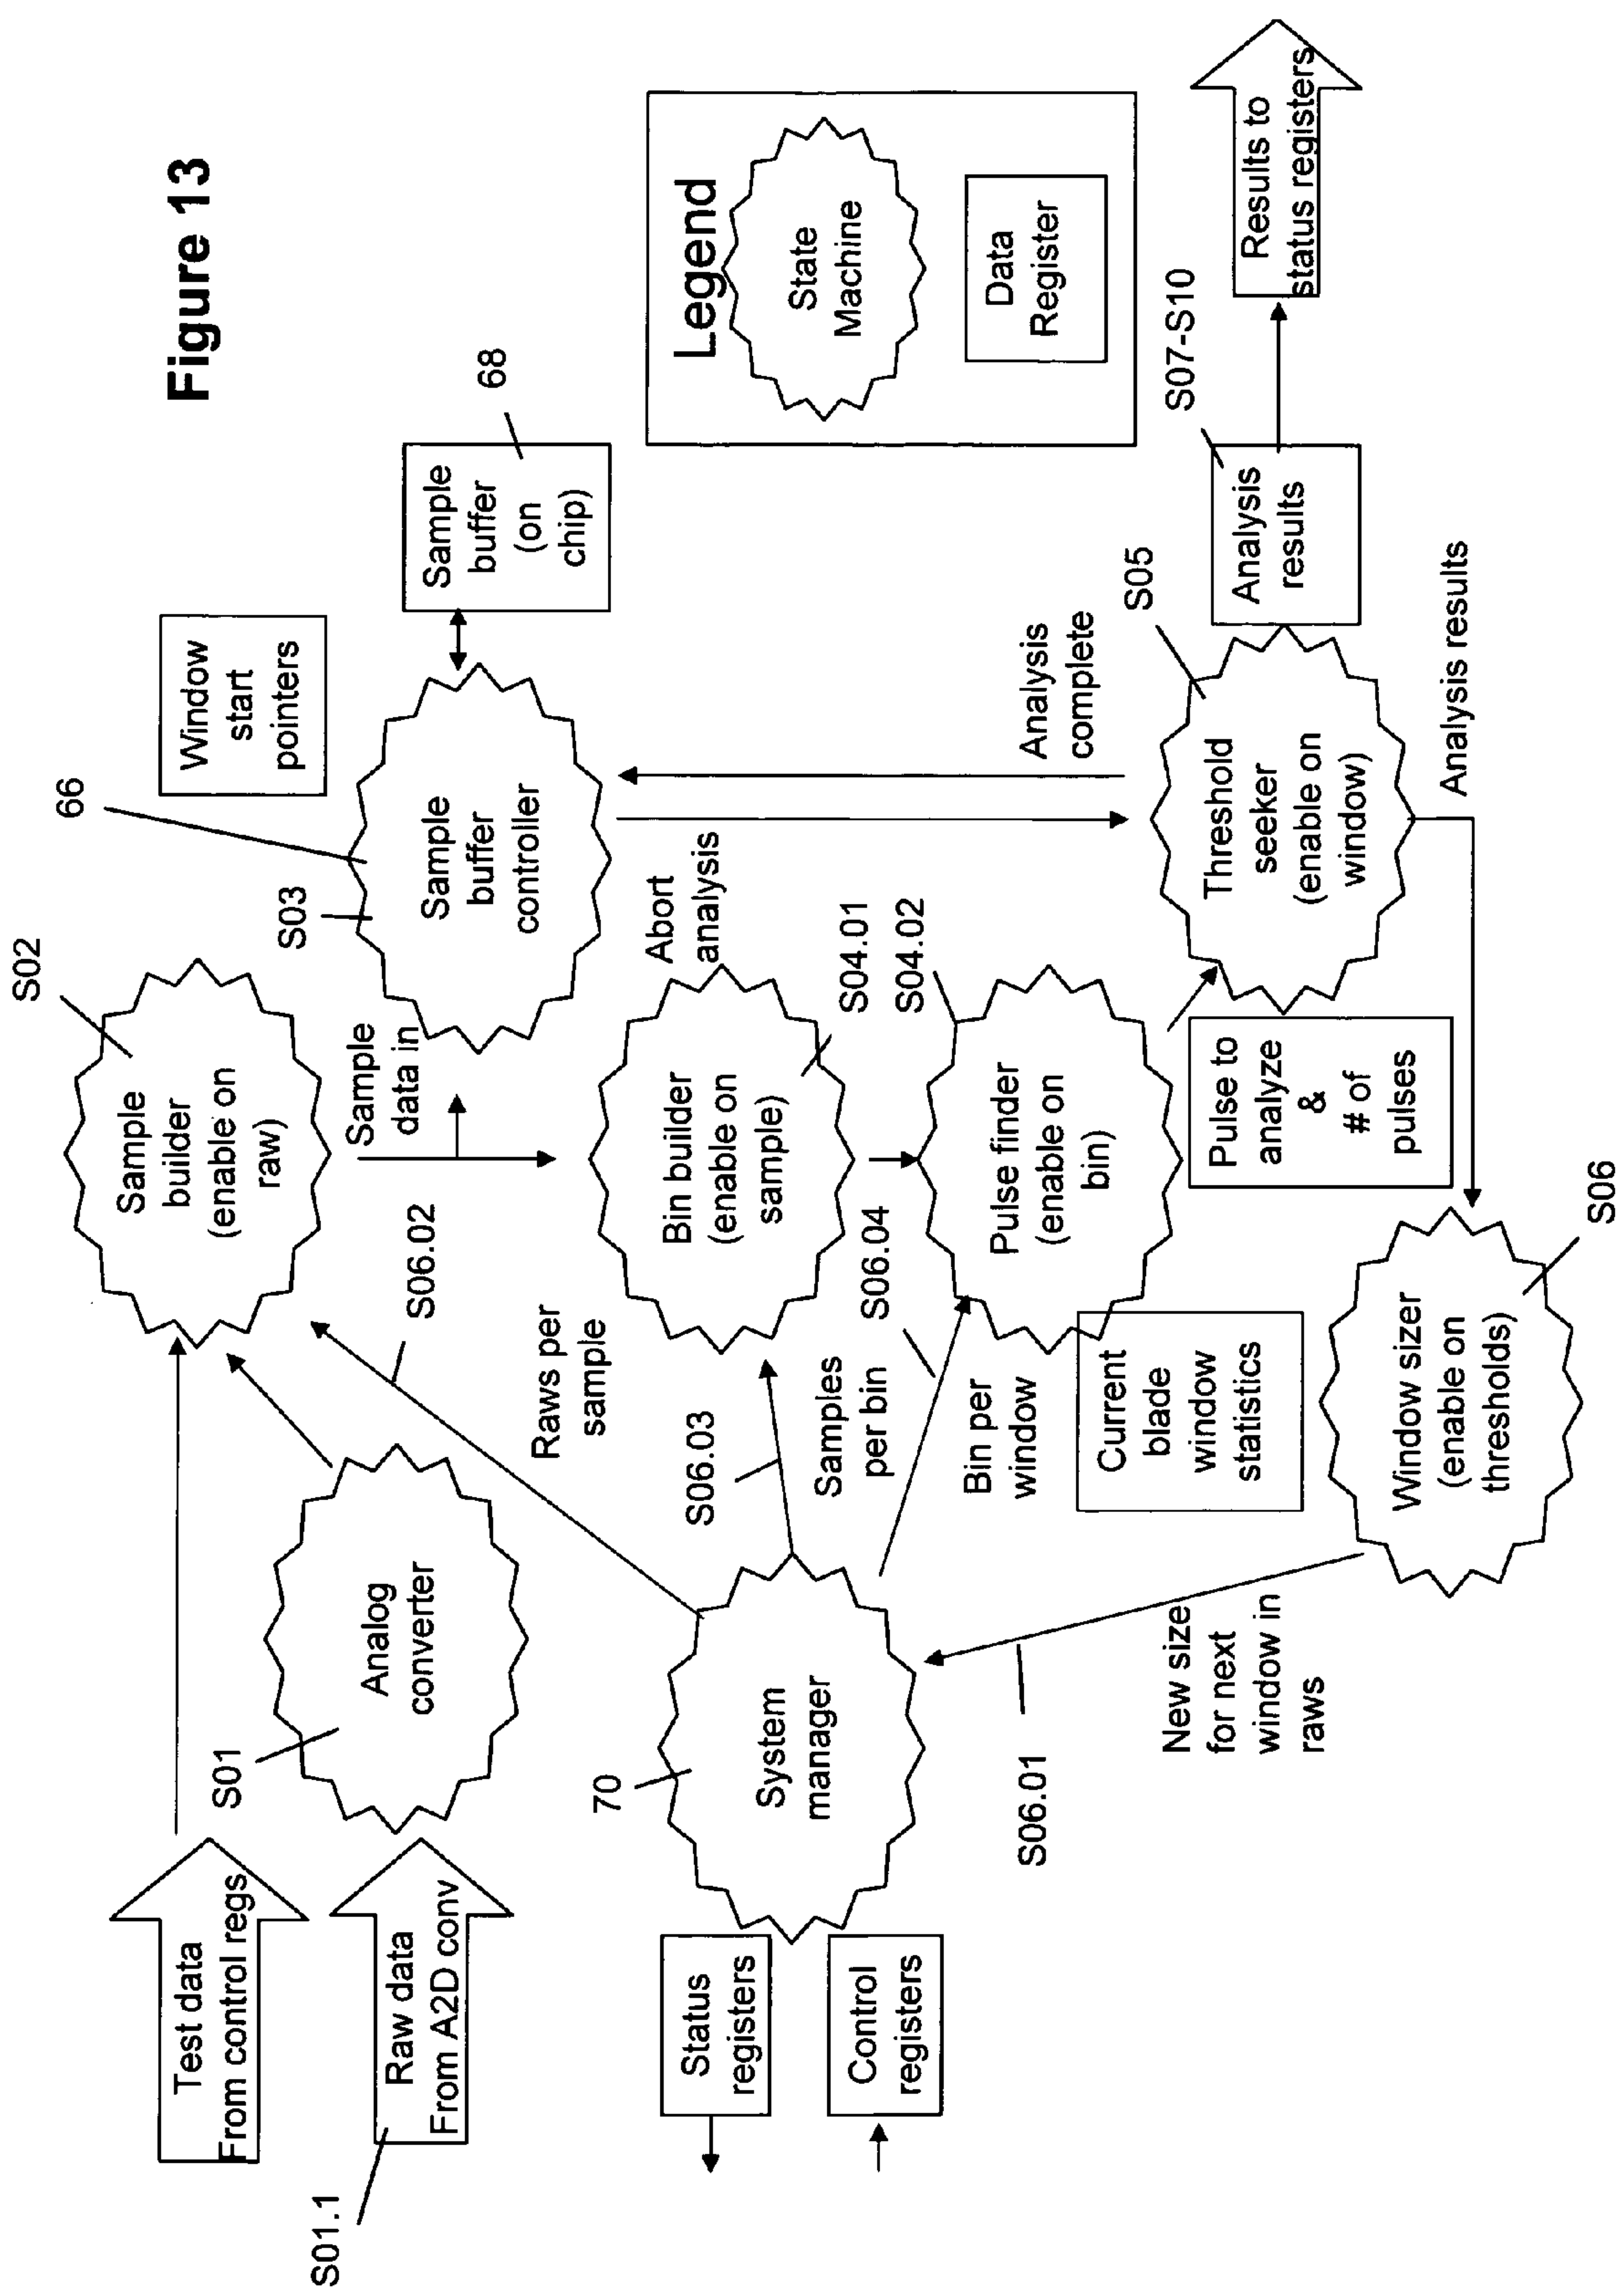 Figure 13
S02
Sample
builder
(enable on
raw)
66
Window
start
pointers
S03
Sample
buffer
controller
68
Sample
buffer
(on
chip)
Test data
From control regs
S01
Analog
converter
S01.1
Raw data
From A2D conv
S06.02
Sample
data in
Raws per
sample
Legend
State
Machine
Data
Register
Status
registers
Control
registers
70
System
manager
S06.03
Samples
per bin
Bin builder
(enable on
sample)
Abort
analysis
S04.01
S04.02
S06.04
Bin per
window
Pulse finder
(enable on
bin)
Analysis
complete
S05
S07-S10
Threshold
seeker
(enable on
window)
Analysis
results
Results to
status registers
S06.01
New size
for next
window in
raws
Current
blade
window
statistics
Pulse to
analyze
&
# of
pulses
Window sizer
(enable on
thresholds)
S06
Analysis results